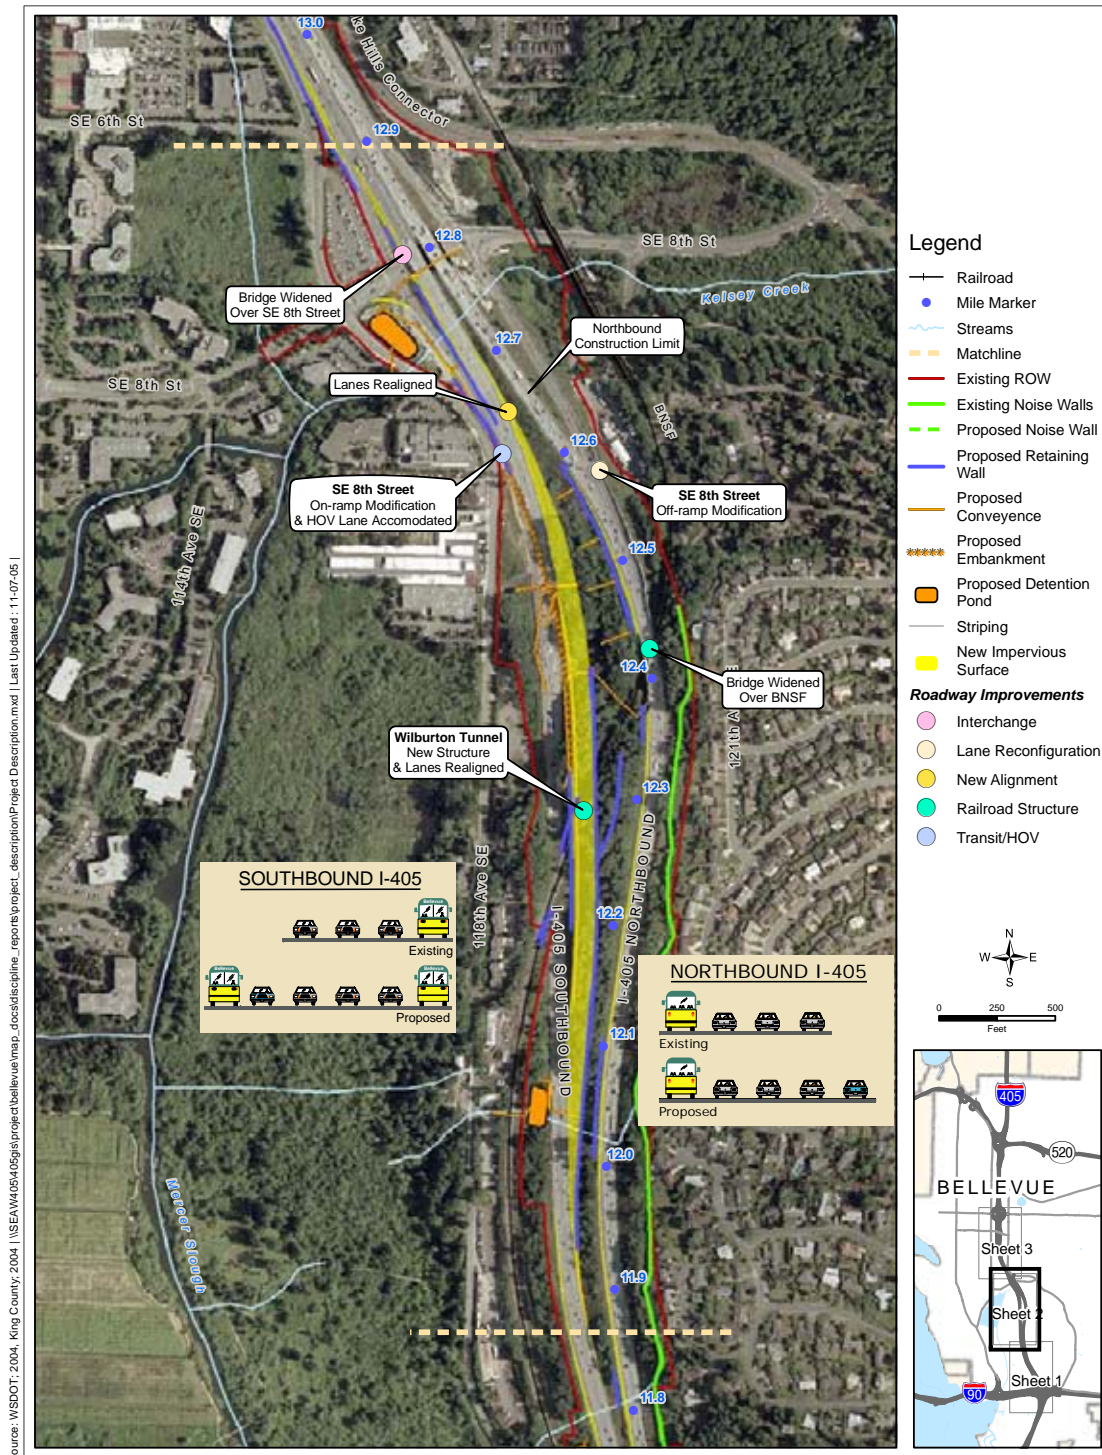 13.0
ke Hills Connector
SE 6th St
12.9
12.8
SE 8th St
Kelsey Creek
Bridge Widened
Over SE 8th Street
Northbound
Construction Limit
12.7
Lanes Realigned
SE 8th St
BNSF
12.6
SE 8th Street
On-ramp Modification
& HOV Lane Accomodated
SE 8th Street
Off-ramp Modification
12.5
114th Ave SE
12.4
Bridge Widened
Over BNSF
121th A
E
Wilburton Tunnel
New Structure
& Lanes Realigned
12.3
118th Ave SE
I-405 SOUTHBOUND
I-405 NORTHBOUND
12.2
SOUTHBOUND I-405
Bellevue
Existing
Bellevue
Bellevue
Proposed
NORTHBOUND I-405
Existing
Proposed
12.1
12.0
Mercer Slough
11.9
11.8
Legend
Railroad
Mile Marker
Streams
Matchline
Existing ROW
Existing Noise Walls
Proposed Noise Wall
Proposed Retaining
Wall
Proposed
Conveyence
Proposed
Embankment
Proposed Detention
Pond
Striping
New Impervious
Surface
Roadway Improvements
Interchange
Lane Reconfiguration
New Alignment
Railroad Structure
Transit/HOV
N
W E
S
0 250 500
Feet
405
520
BELLEVUE
Sheet 3
Sheet 2
Sheet 1
90
ource: WSDOT; 2004, King County; 2004 | \\SEAW405\405gis\project\bellevue\map_docs\discipline_reports\project_description\Project Description.mxd | Last Updated : 11-07-05 |